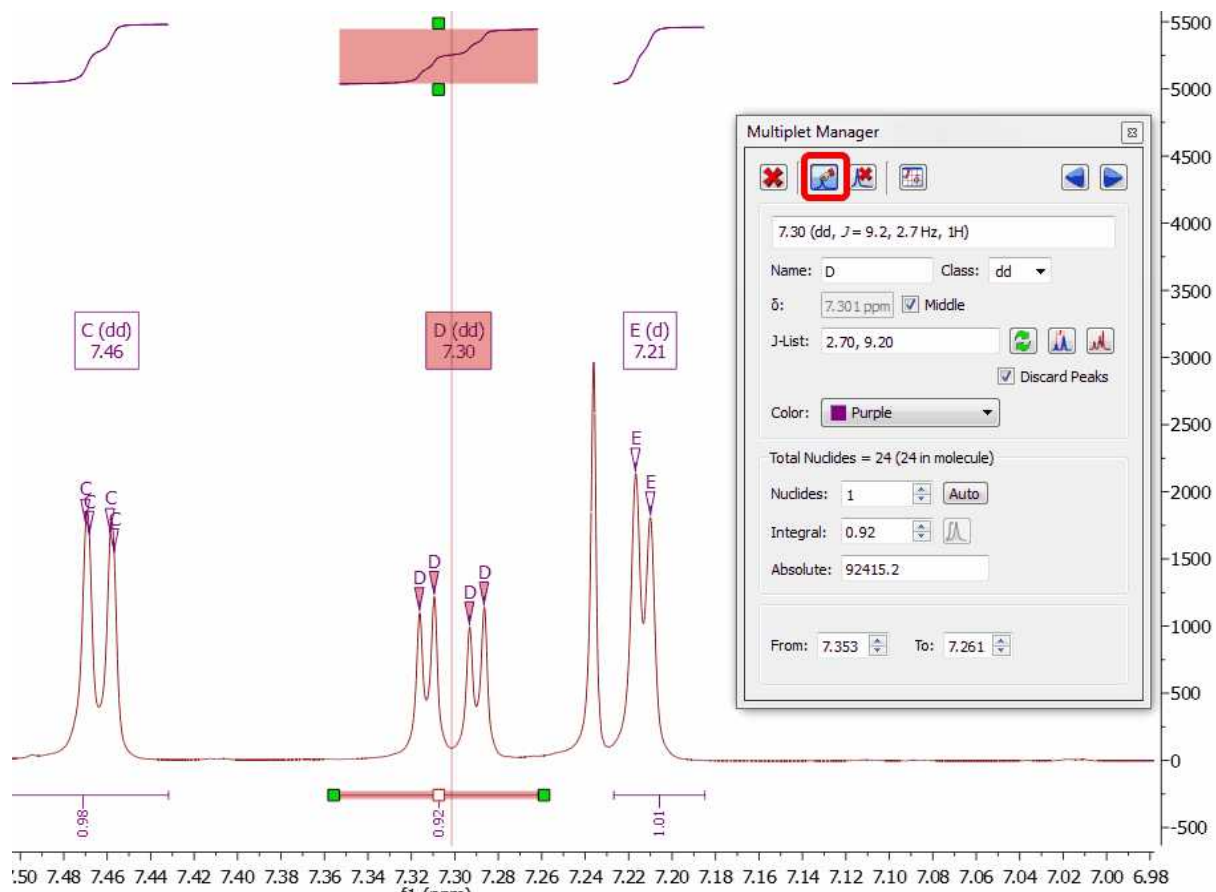 5500
5000
4500
4000
3500
3000
2500
2000
1500
1000
500
0
-500
Multiplet Manager
7.30 (dd, J = 9.2, 2.7 Hz, 1H)
Name: D Class: dd
δ: 7.301 ppm Middle
J-List: 2.70, 9.20
Discard Peaks
Color: Purple
Total Nuclides = 24 (24 in molecule)
Nuclides: 1 Auto
Integral: 0.92
Absolute: 92415.2
From: 7.353 To: 7.261
C (dd)
7.46
D (dd)
7.30
E (d)
7.21
C
C
C
C
D
D
D
D
E
E
0.98
0.92
1.01
7.48 7.46 7.44 7.42 7.40 7.38 7.36 7.34 7.32 7.30 7.28 7.26 7.24 7.22 7.20 7.18 7.16 7.14 7.12 7.10 7.08 7.06 7.04 7.02 7.00 6.98